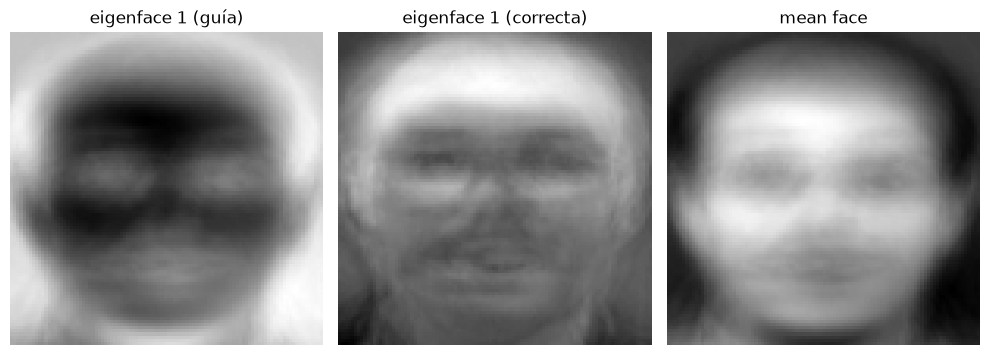 eigenface 1 (guía)
eigenface 1 (correcta)
mean face